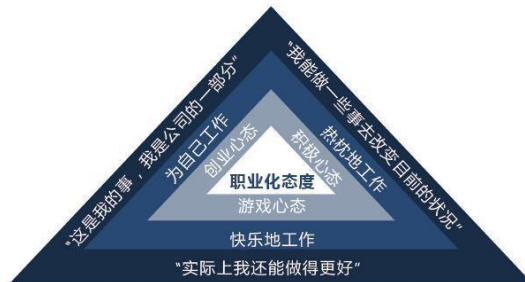 “这是我的事，我是公司的一部分”
“我能做一些事去改变目前的状况”
为自己工作
热忱地工作
创业心态
积极心态
职业化态度
游戏心态
快乐地工作
“实际上我还能做得更好”